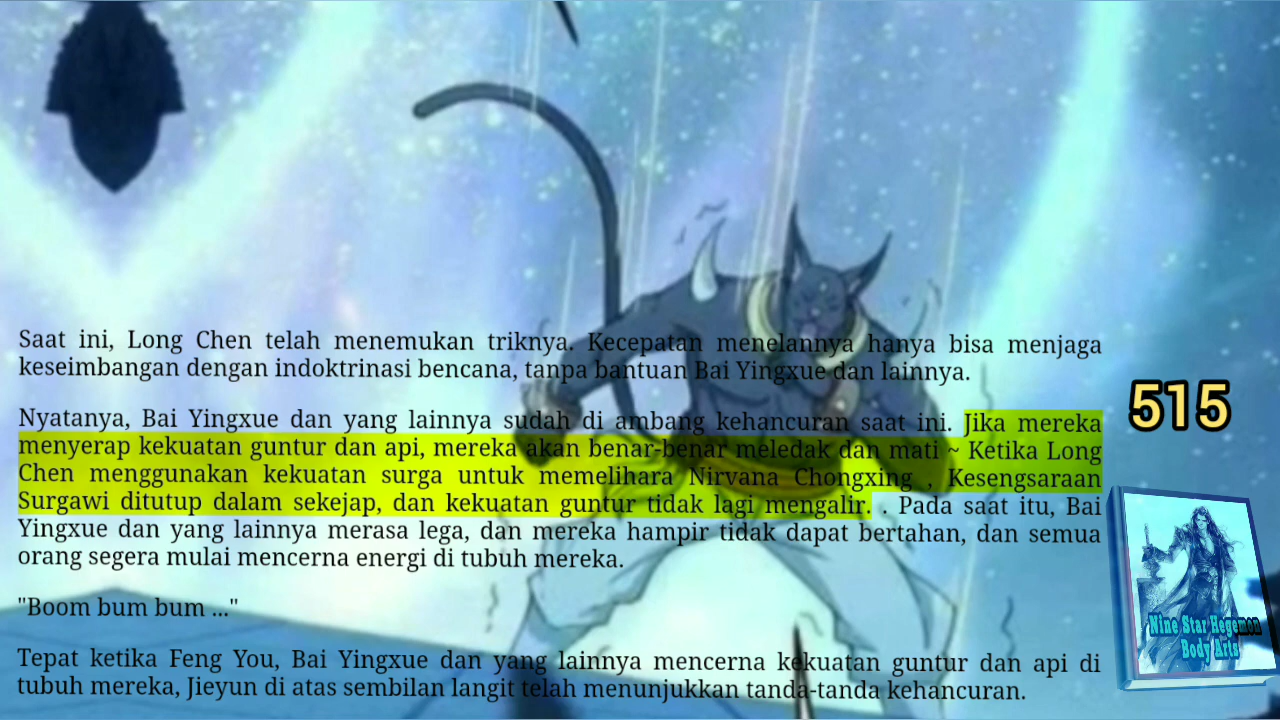 Saat ini, Long Chen telah menemukan triknya. Kecepatan menelannya hanya bisa menjaga
keseimbangan dengan indoktrinasi bencana, tanpa bantuan Bai Yingxue dan lainnya.
Nyatanya, Bai Yingxue dan yang lainnya sudah di ambang kehancuran saat ini. Jika mereka
menyerap kekuatan guntur dan api, mereka akan benar-benar meledak dan mati ~ Ketika Long
Chen menggunakan kekuatan surga untuk memelihara Nirvana Chongxing , Kesengsaraan
Surgawi ditutup dalam sekejap, dan kekuatan guntur tidak lagi mengalir. . Pada saat itu, Bai
Yingxue dan yang lainnya merasa lega, dan mereka hampir tidak dapat bertahan, dan semua
orang segera mulai mencerna energi di tubuh mereka.
"Boom bum bum ..."
Tepat ketika Feng You, Bai Yingxue dan yang lainnya mencerna kekuatan guntur dan api di
tubuh mereka, Jieyun di atas sembilan langit telah menunjukkan tanda-tanda kehancuran.
515
Nine Star Hegemon
Body Arts